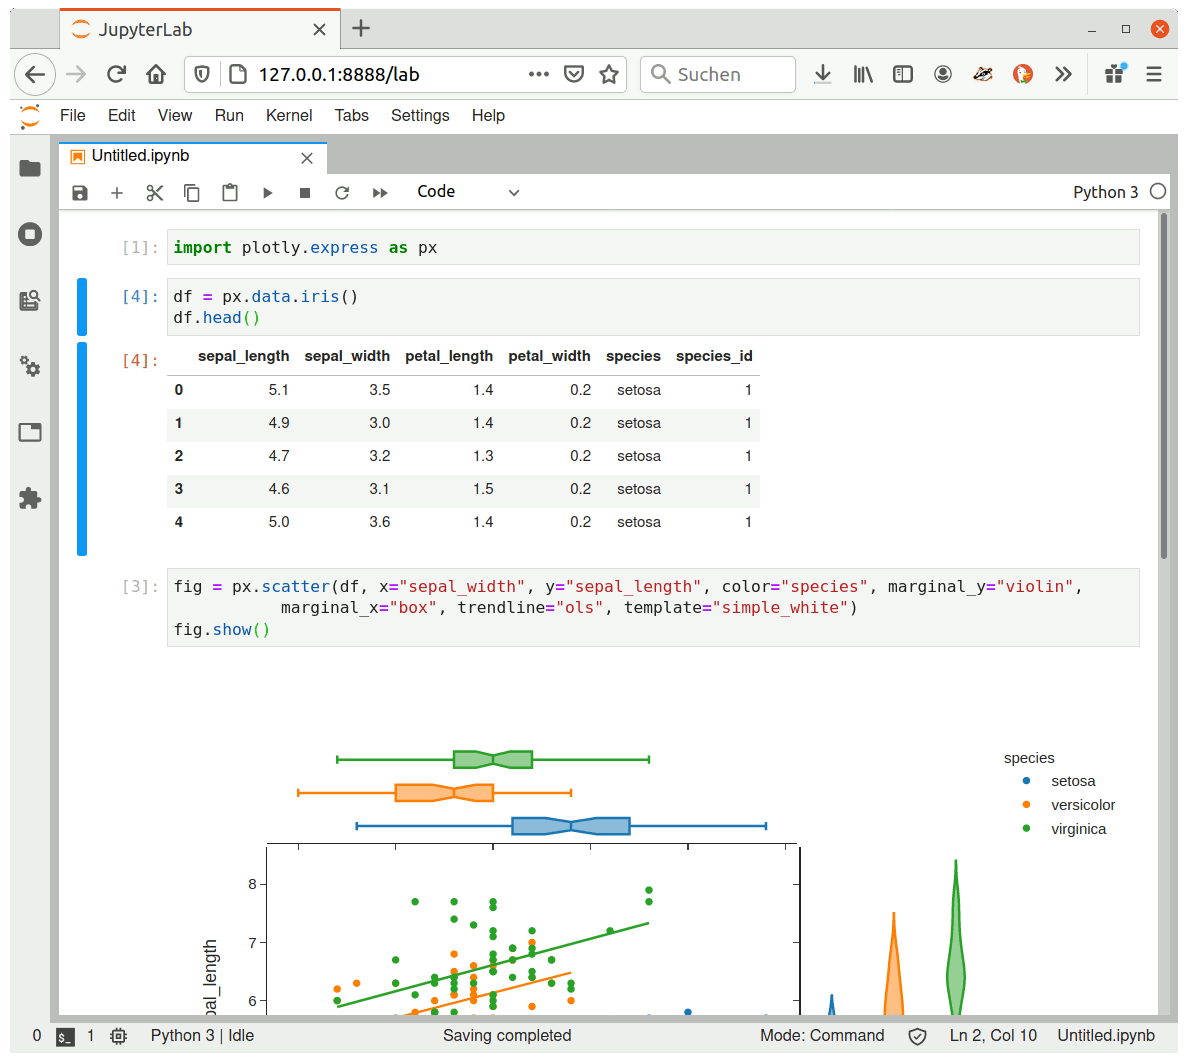 JupyterLab
127.0.0.1:8888/lab
Suchen
File Edit View Run Kernel Tabs Settings Help
Untitled.ipynb
Code
Python 3
[1]: import plotly.express as px
[4]: df = px.data.iris()
df.head()
[4]: sepal_length sepal_width petal_length petal_width species species_id
0 5.1 3.5 1.4 0.2 setosa 1
1 4.9 3.0 1.4 0.2 setosa 1
2 4.7 3.2 1.3 0.2 setosa 1
3 4.6 3.1 1.5 0.2 setosa 1
4 5.0 3.6 1.4 0.2 setosa 1
[3]: fig = px.scatter(df, x="sepal_width", y="sepal_length", color="species", marginal_y="violin",
marginal_x="box", trendline="ols", template="simple_white")
fig.show()
species
setosa
versicolor
virginica
8
7
6
pal_length
0 $_ 1 Python 3 | Idle Saving completed Mode: Command Ln 2, Col 10 Untitled.ipynb